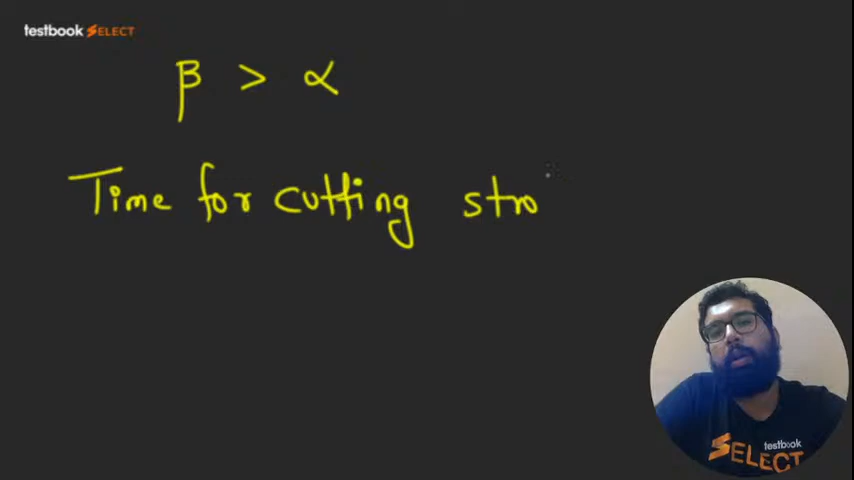 testbook SELECT
β > α
Time for cutting stro
testbook
SELECT